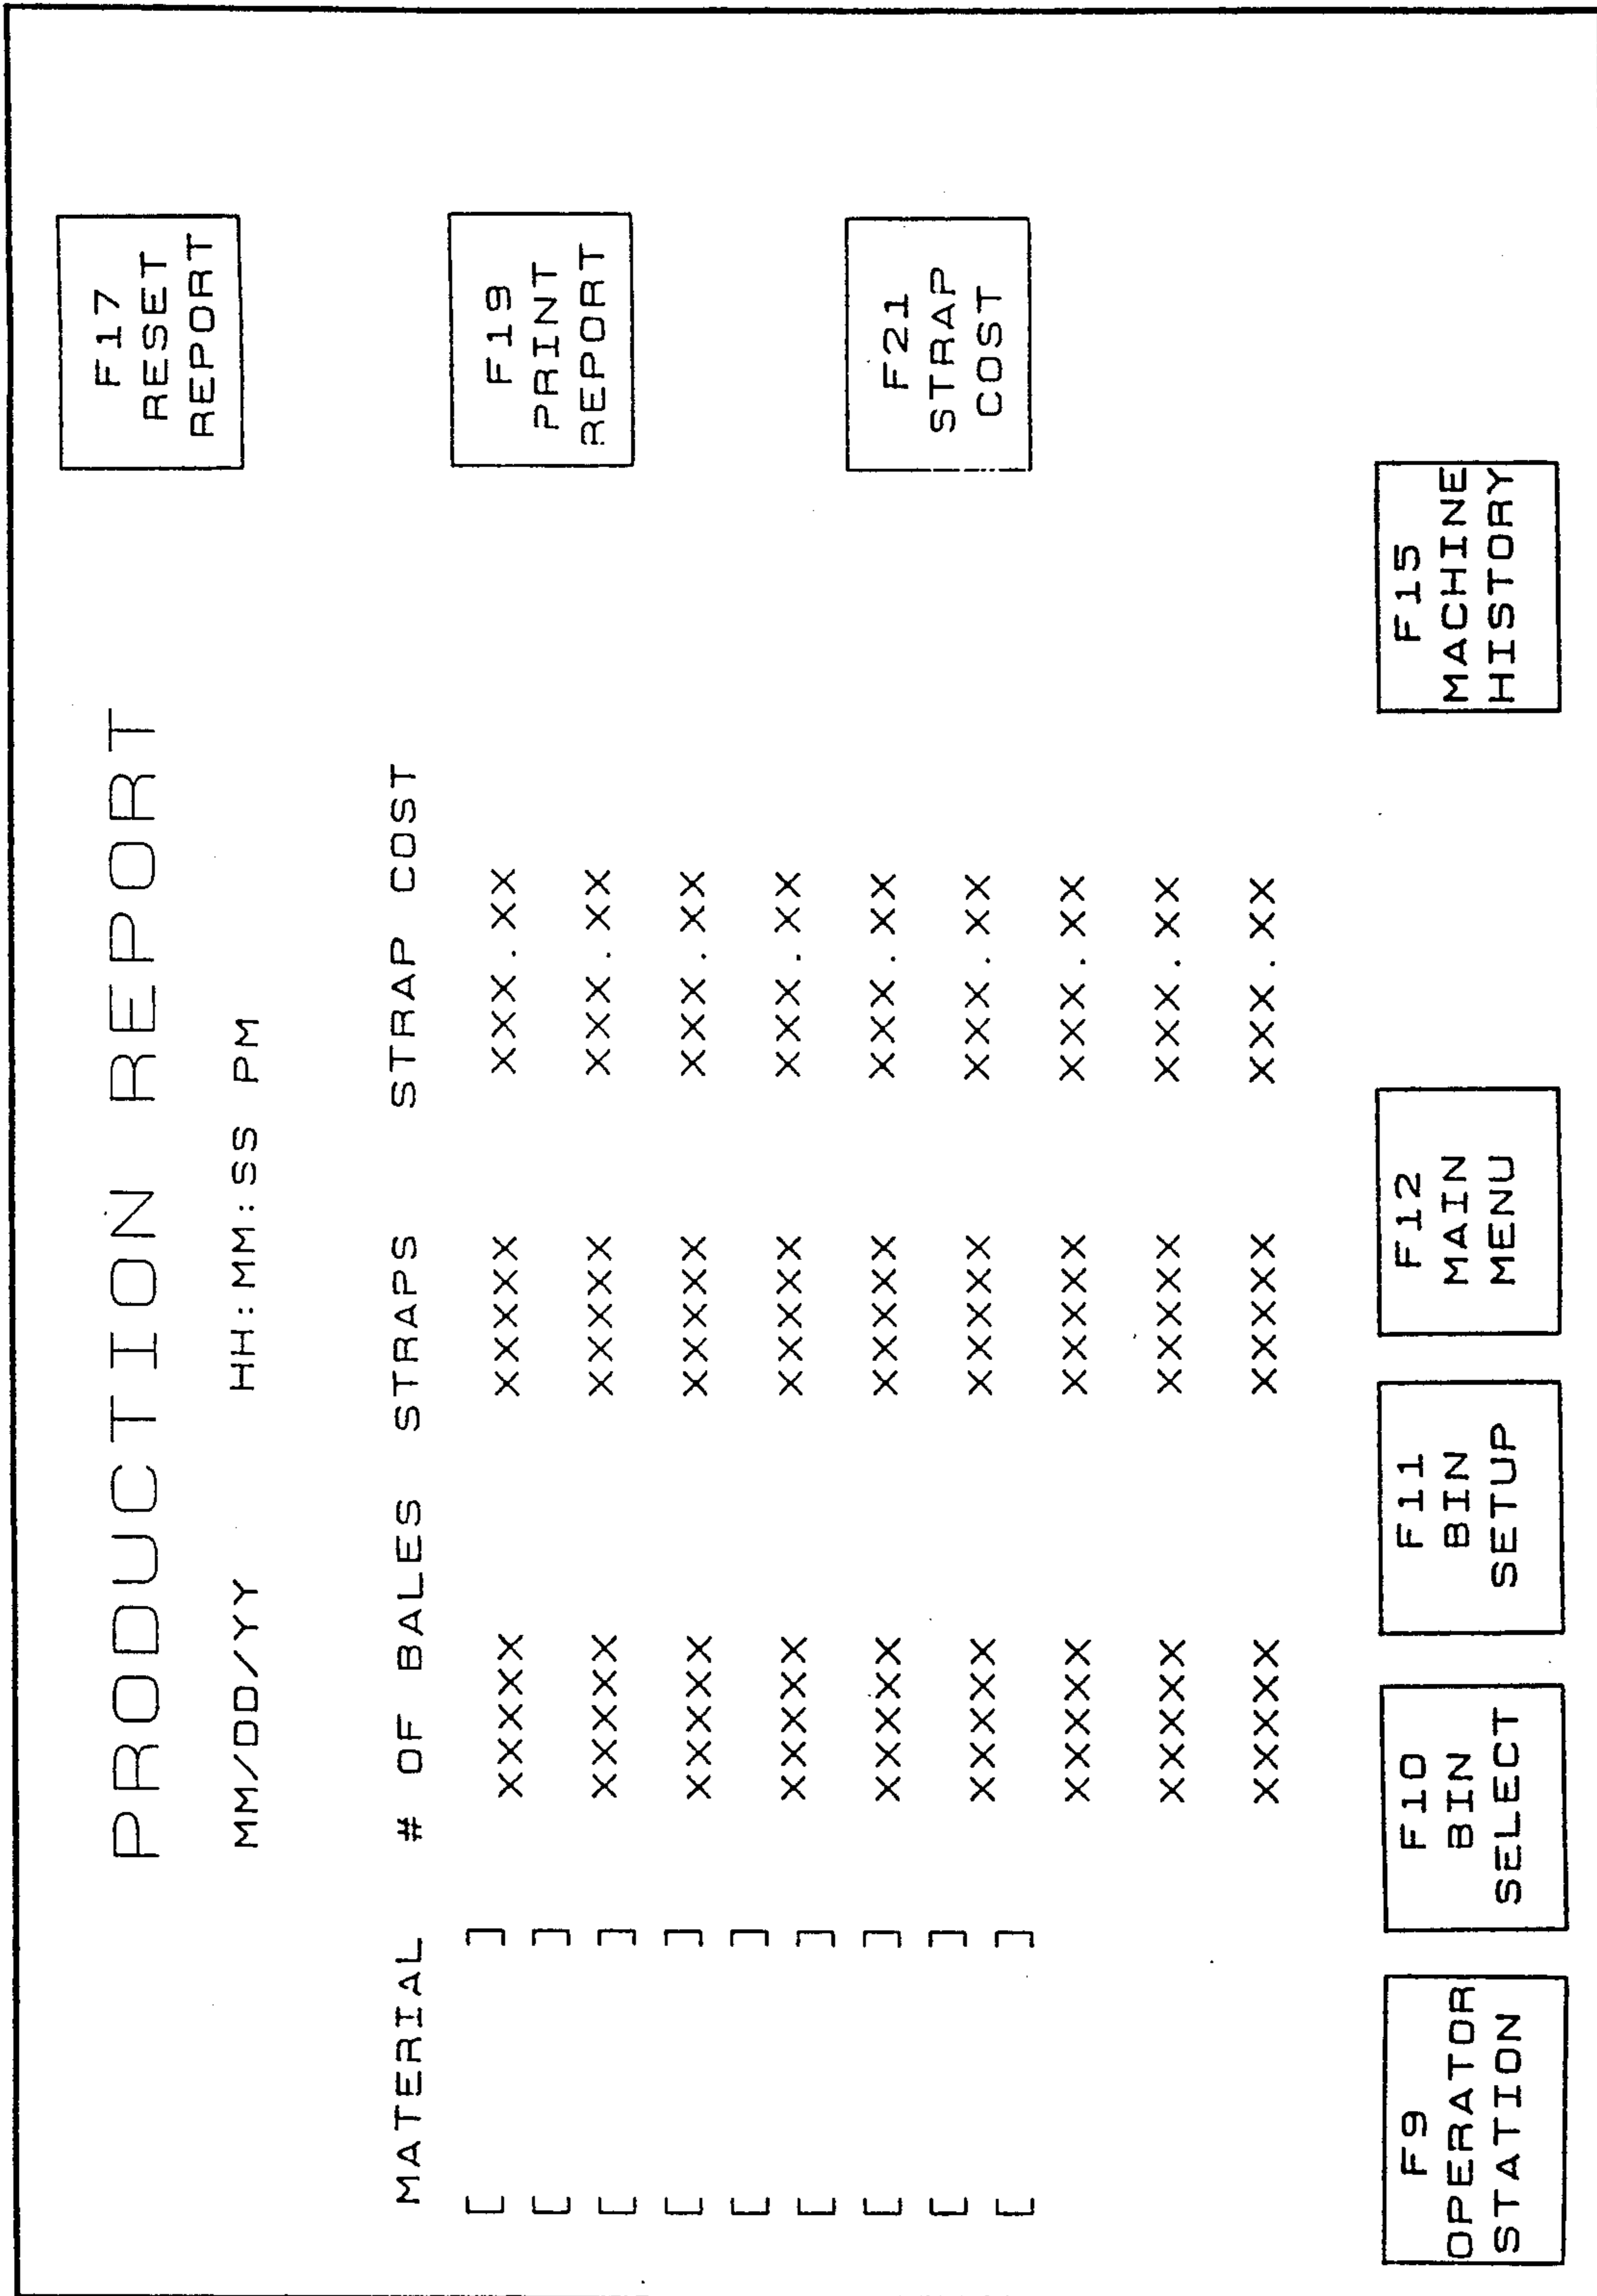 PRODUCTION REPORT
MM/DD/YY HH:MM:SS PM
MATERIAL # OF BALES STRAPS STRAP COST
[ ] XXXXX XXXXX XXX.XX
[ ] XXXXX XXXXX XXX.XX
[ ] XXXXX XXXXX XXX.XX
[ ] XXXXX XXXXX XXX.XX
[ ] XXXXX XXXXX XXX.XX
[ ] XXXXX XXXXX XXX.XX
[ ] XXXXX XXXXX XXX.XX
[ ] XXXXX XXXXX XXX.XX
[ ] XXXXX XXXXX XXX.XX
F17
RESET
REPORT
F19
PRINT
REPORT
F21
STRAP
COST
F9
OPERATOR
STATION
F10
BIN
SELECT
F11
BIN
SETUP
F12
MAIN
MENU
F15
MACHINE
HISTORY